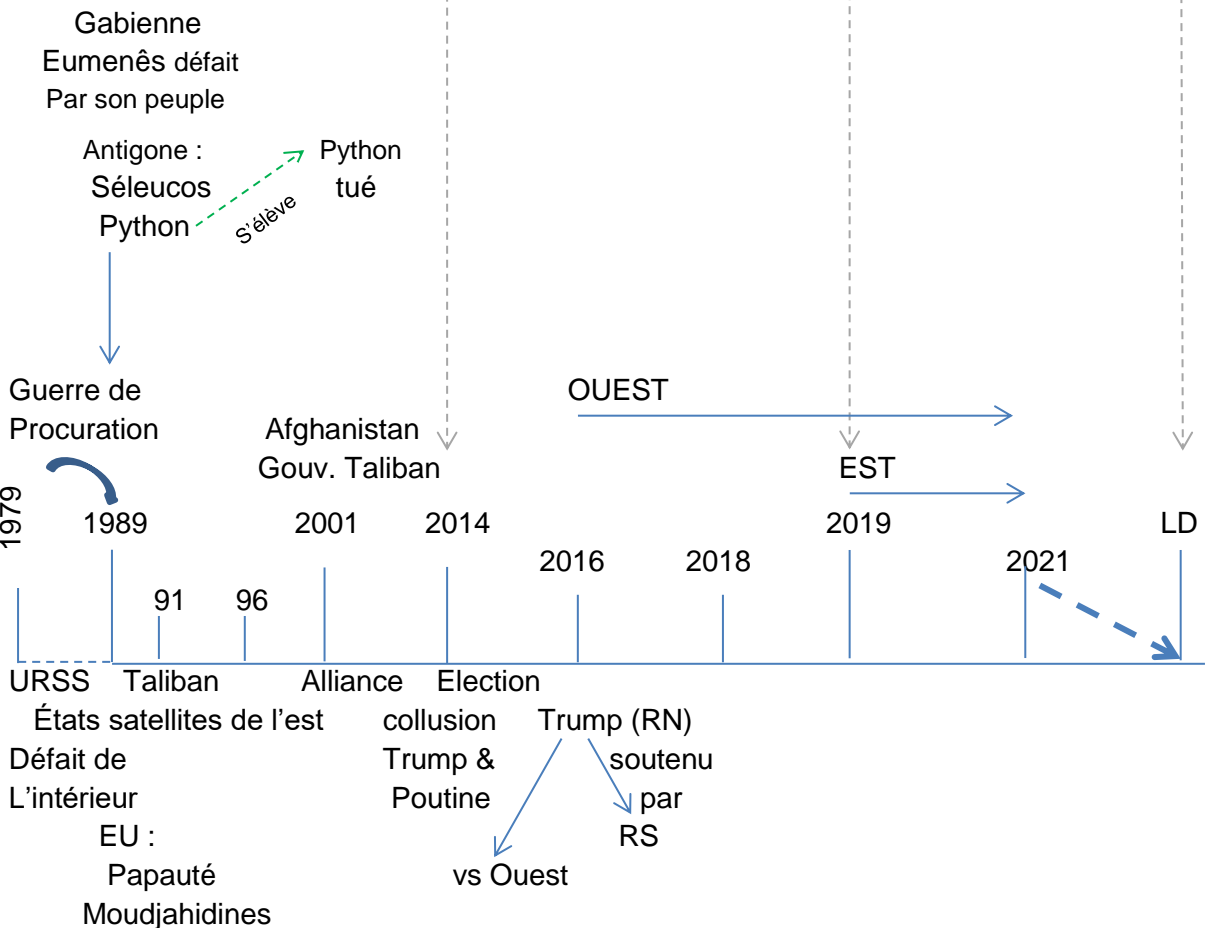 Gabienne
Eumenês défait
Par son peuple
Antigone :
Séleucos
Python
S'élève
Python
tué
Guerre de
Procuration
Afghanistan
Gouv. Taliban
OUEST
EST
1979
1989
2001
2014
2019
LD
2016
2018
2021
91
96
URSS
Taliban
Alliance
Election
États satellites de l'est
collusion
Trump (RN)
Défait de
Trump &
soutenu
L'intérieur
Poutine
par
EU :
RS
Papauté
vs Ouest
Moudjahidines